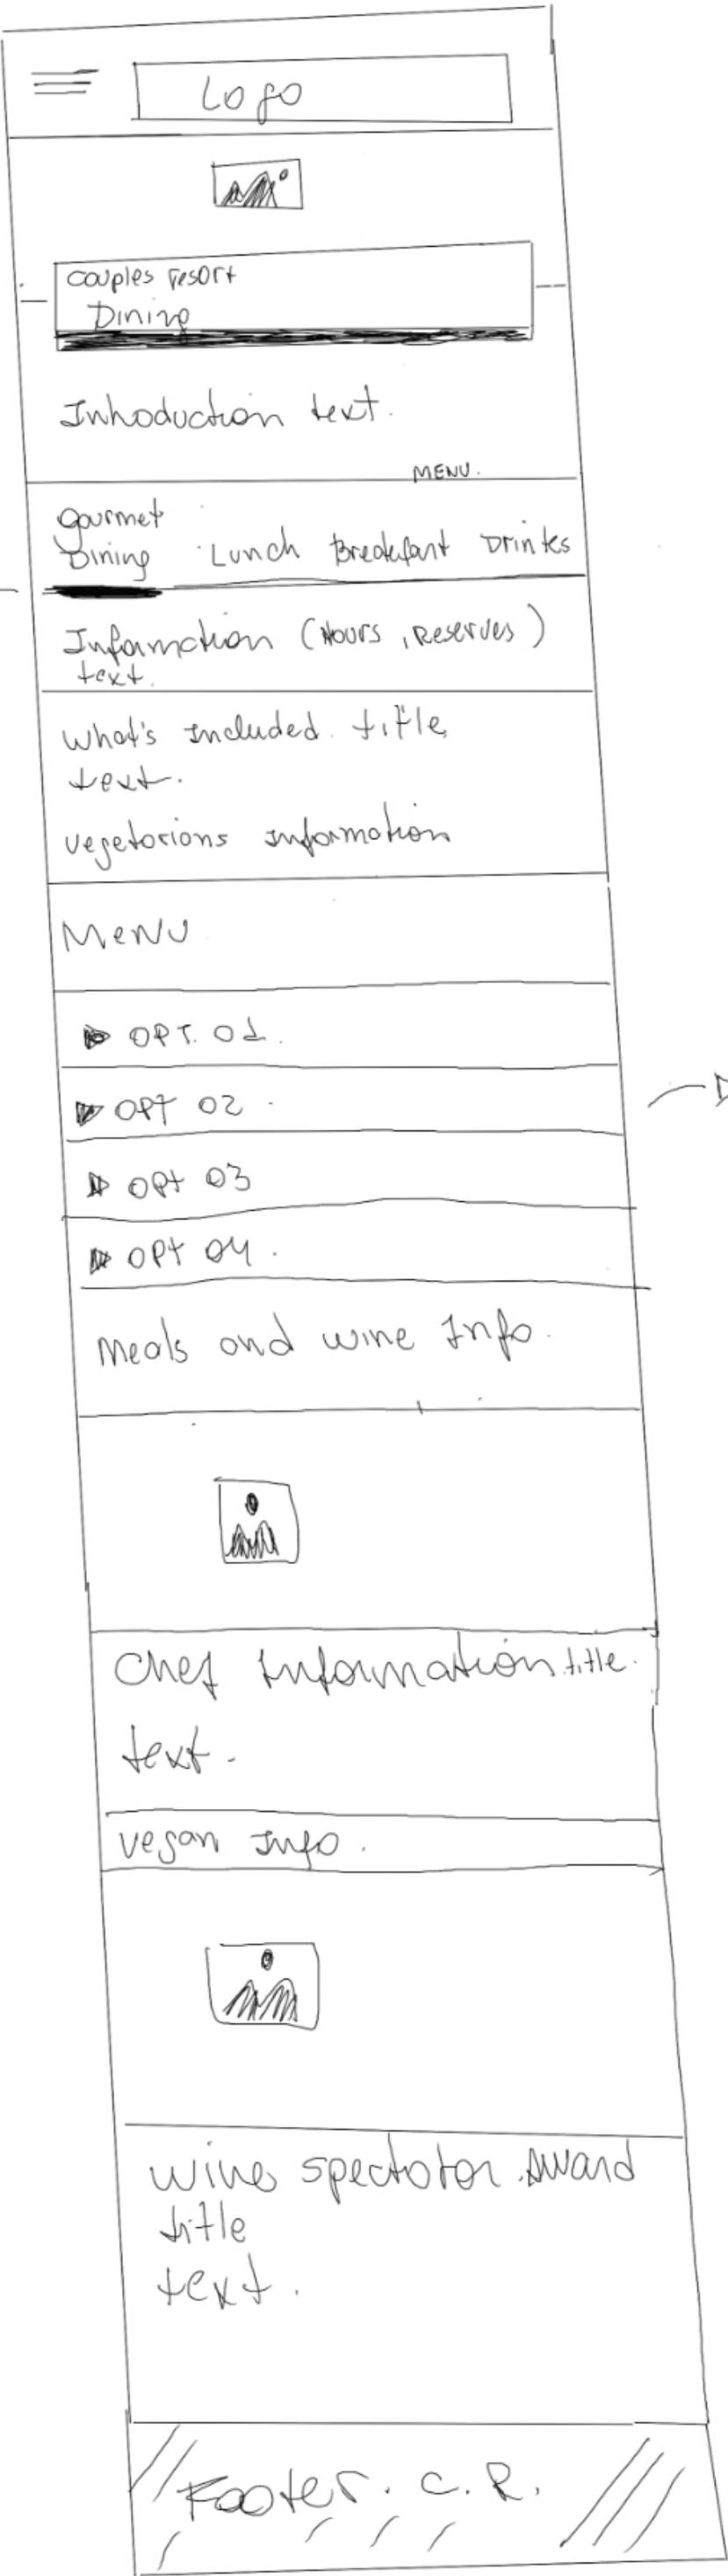 Logo
couples resort
Dining
Introduction text.
MENU.
gourmet
Dining Lunch Breakfast Drinks
Information (Hours, Reserves)
text.
what's included. title
text.
vegetarians information
MENU
OPT. 01.
OPT 02
OPT 03
OPT 04.
Meals and wine Info.
Chef Information. title.
text.
vegan Info.
wine spectator Award
title
text.
Footer. C.R.